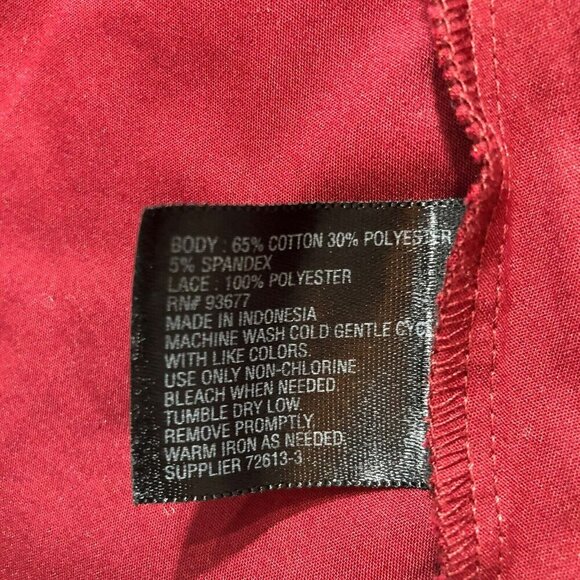 BODY : 65% COTTON 30% POLYESTER
5% SPANDEX
LACE : 100% POLYESTER
RN# 93677
MADE IN INDONESIA
MACHINE WASH COLD GENTLE CYC
WITH LIKE COLORS.
USE ONLY NON-CHLORINE
BLEACH WHEN NEEDED
TUMBLE DRY LOW
REMOVE PROMPTLY
WARM IRON AS NEEDED.
SUPPLIER 72613-3